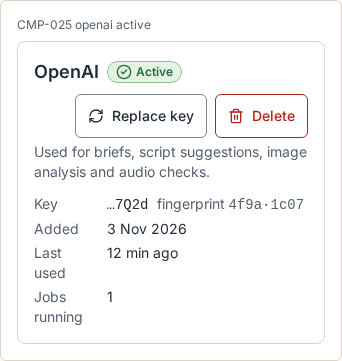 CMP-025 openai active
OpenAI Active
Replace key Delete
Used for briefs, script suggestions, image
analysis and audio checks.
Key …7Q2d fingerprint 4f9a·1c07
Added 3 Nov 2026
Last used 12 min ago
Jobs running 1